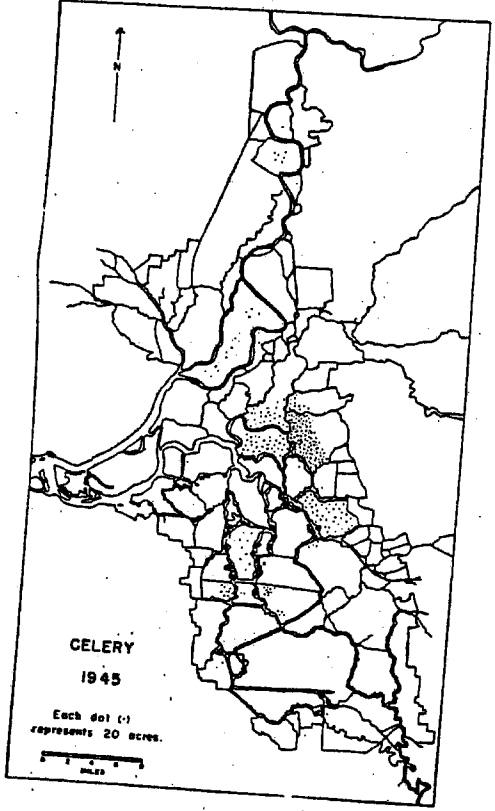 N
CELERY
1945
Each dot (·)
represents 20 acres.
MILES